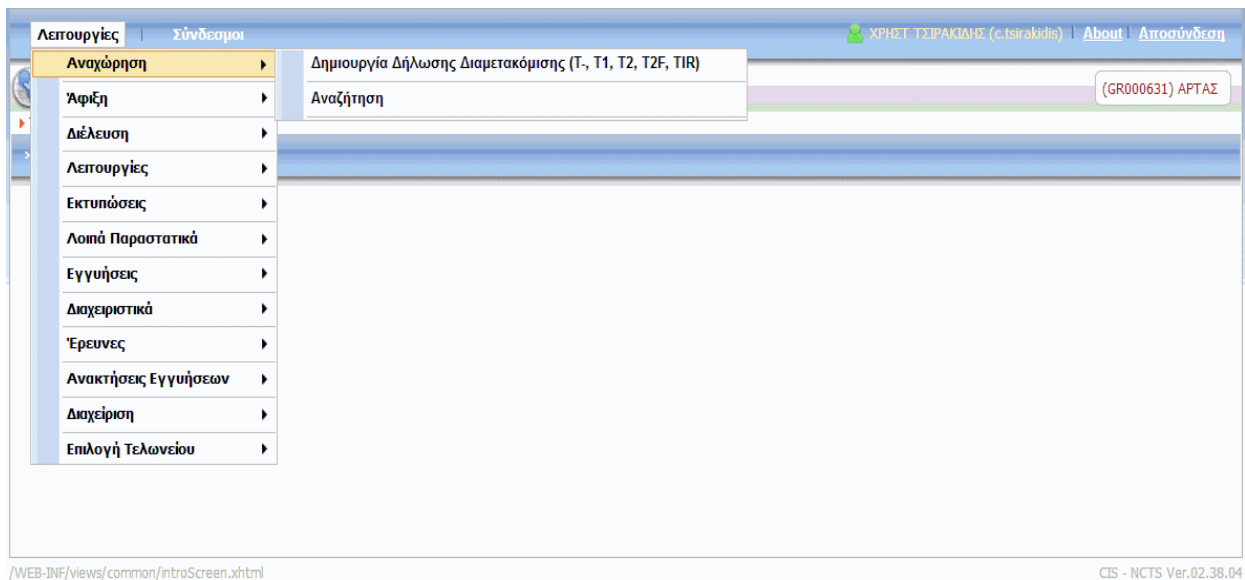 Λειτουργίες | Σύνδεσμοι ΧΡΗΣΤ ΤΣΙΡΑΚΙΔΗΣ (c.tsirakidis) | About | Αποσύνδεση
Αναχώρηση Δημιουργία Δήλωσης Διαμετακόμισης (T-, T1, T2, T2F, TIR)
(GR000631) ΑΡΤΑΣ
Άφιξη Αναζήτηση
Διέλευση
Λειτουργίες
Εκτυπώσεις
Λοιπά Παραστατικά
Εγγυήσεις
Διαχειριστικά
Έρευνες
Ανακτήσεις Εγγυήσεων
Διαχείριση
Επιλογή Τελωνείου
/WEB-INF/views/common/introScreen.xhtml CIS - NCTS Ver.02.38.04